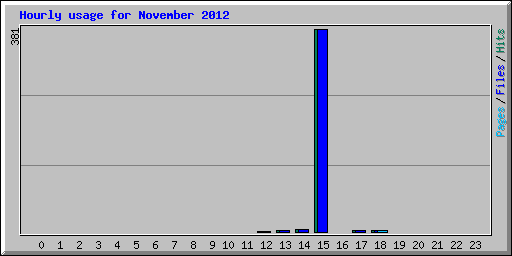 Hourly usage for November 2012
381
Pages/Files/Hits
0 1 2 3 4 5 6 7 8 9 10 11 12 13 14 15 16 17 18 19 20 21 22 23